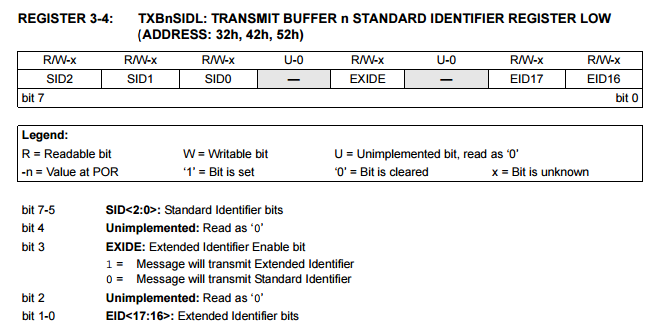 REGISTER 3-4: TXBnSIDL: TRANSMIT BUFFER n STANDARD IDENTIFIER REGISTER LOW
(ADDRESS: 32h, 42h, 52h)
R/W-x R/W-x R/W-x U-0 R/W-x U-0 R/W-x R/W-x
SID2 SID1 SID0 — EXIDE — EID17 EID16
bit 7 bit 0
Legend:
R = Readable bit W = Writable bit U = Unimplemented bit, read as ‘0’
-n = Value at POR ‘1’ = Bit is set ‘0’ = Bit is cleared x = Bit is unknown
bit 7-5 SID<2:0>: Standard Identifier bits
bit 4 Unimplemented: Read as ‘0’
bit 3 EXIDE: Extended Identifier Enable bit
1 = Message will transmit Extended Identifier
0 = Message will transmit Standard Identifier
bit 2 Unimplemented: Read as ‘0’
bit 1-0 EID<17:16>: Extended Identifier bits